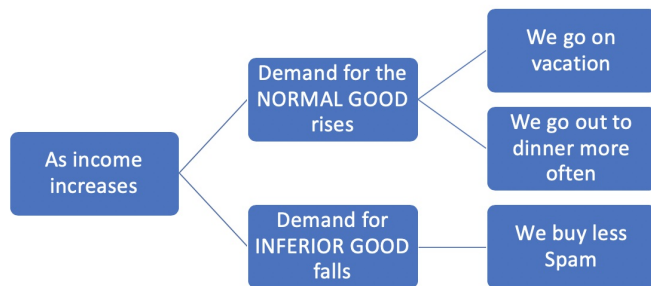 As income
increases
Demand for the
NORMAL GOOD
rises
We go on
vacation
We go out to
dinner more
often
Demand for
INFERIOR GOOD
falls
We buy less
Spam